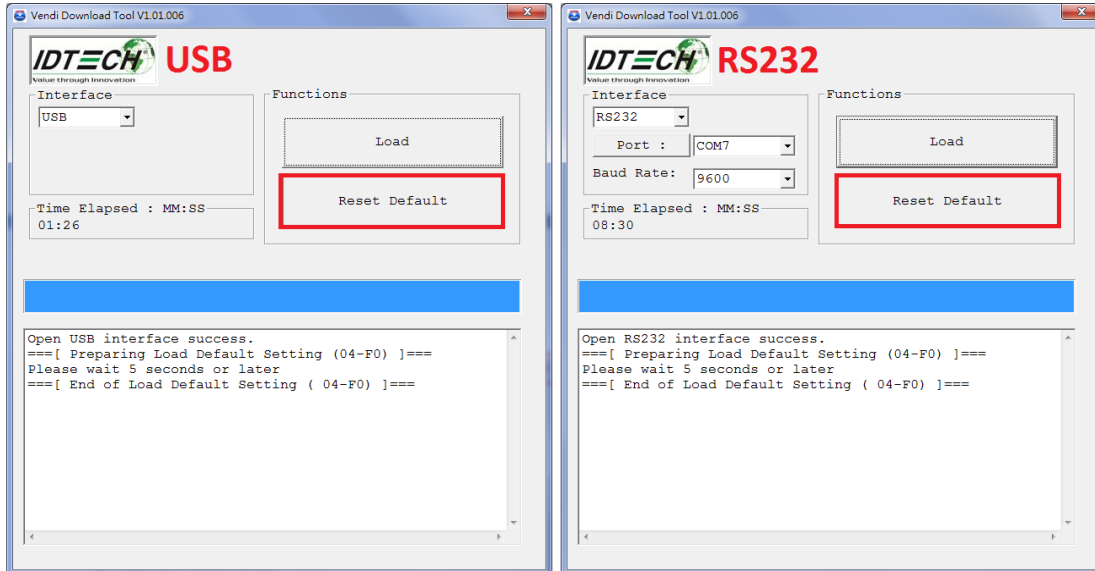 Vendi Download Tool V1.01.006
IDTECH USB
Value through Innovation
Interface
USB
Functions
Load
Reset Default
Time Elapsed : MM:SS
01:26
Open USB interface success.
===[ Preparing Load Default Setting (04-F0) ]===
Please wait 5 seconds or later
===[ End of Load Default Setting ( 04-F0) ]===
Vendi Download Tool V1.01.006
IDTECH RS232
Value through Innovation
Interface
RS232
Port :
COM7
Baud Rate:
9600
Functions
Load
Reset Default
Time Elapsed : MM:SS
08:30
Open RS232 interface success.
===[ Preparing Load Default Setting (04-F0) ]===
Please wait 5 seconds or later
===[ End of Load Default Setting ( 04-F0) ]===